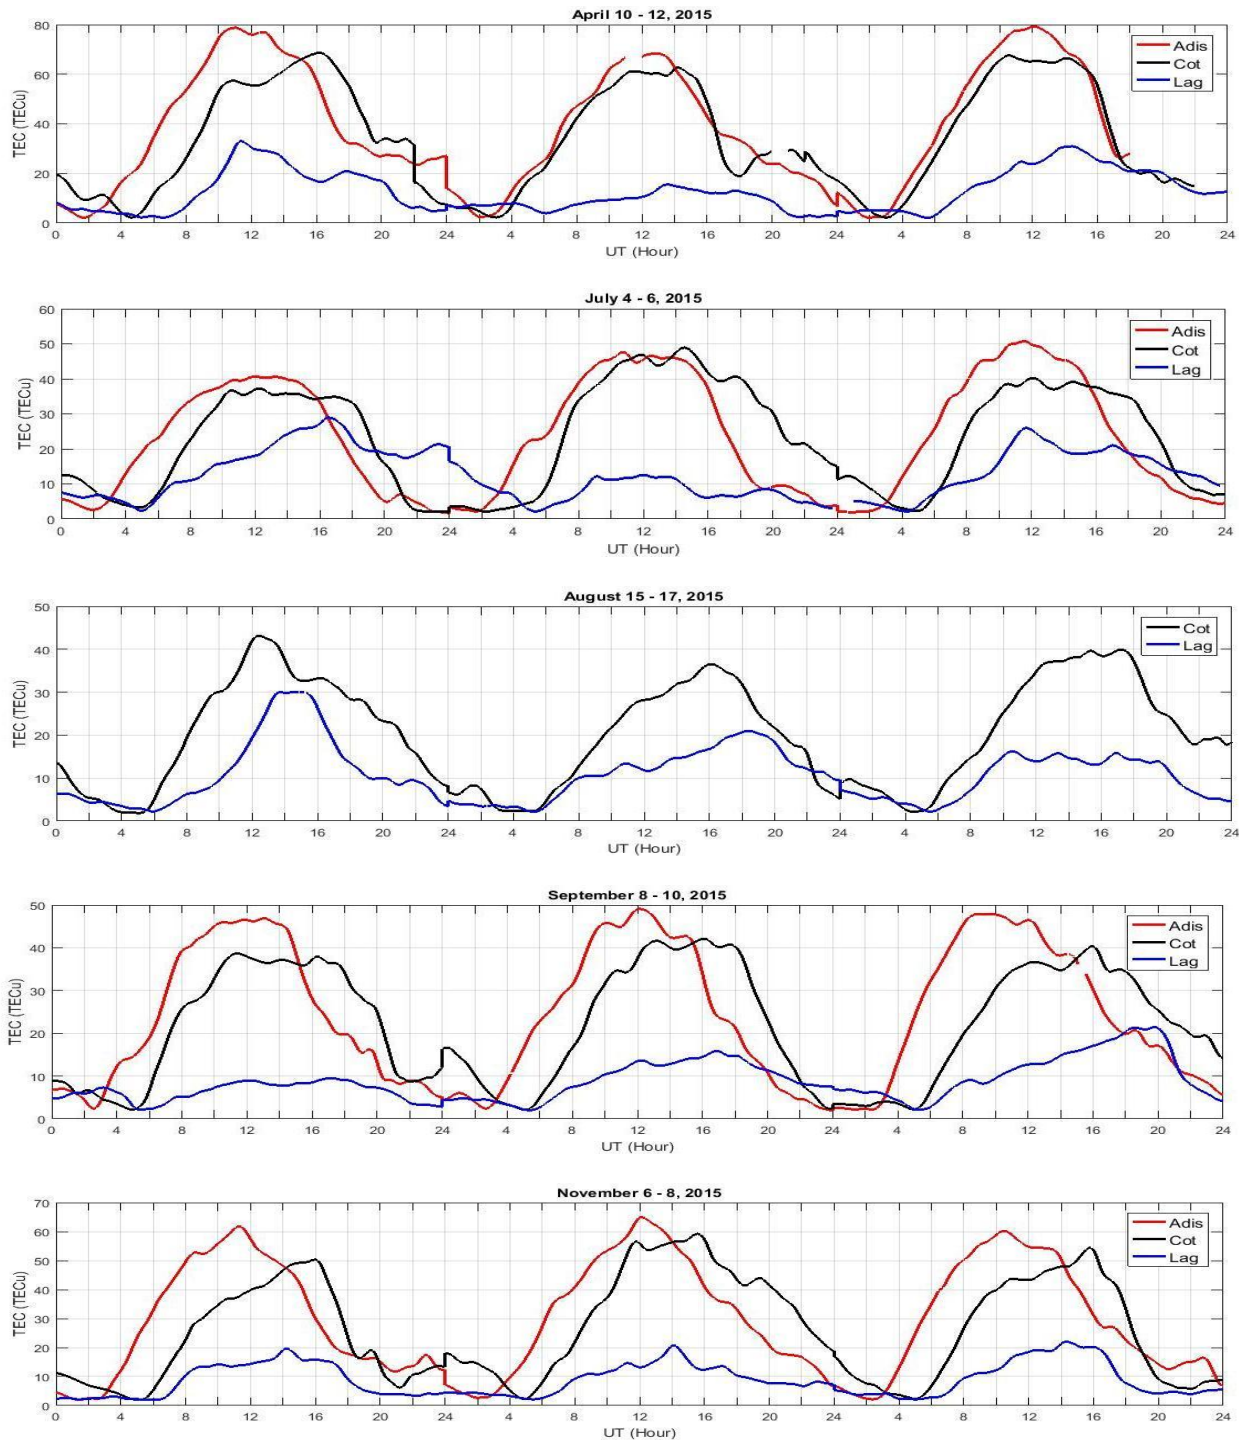 April 10 - 12, 2015
TEC (TECu)
80
60
40
20
0
Adis
Cot
Lag
0 4 8 12 16 20 24 4 8 12 16 20 24 4 8 12 16 20 24
UT (Hour)
July 4 - 6, 2015
TEC (TECu)
60
50
40
30
20
10
0
Adis
Cot
Lag
0 4 8 12 16 20 24 4 8 12 16 20 24 4 8 12 16 20 24
UT (Hour)
August 15 - 17, 2015
TEC (TECu)
50
40
30
20
10
0
Cot
Lag
0 4 8 12 16 20 24 4 8 12 16 20 24 4 8 12 16 20 24
UT (Hour)
September 8 - 10, 2015
TEC (TECu)
50
40
30
20
10
0
Adis
Cot
Lag
0 4 8 12 16 20 24 4 8 12 16 20 24 4 8 12 16 20 24
UT (Hour)
November 6 - 8, 2015
TEC (TECu)
70
60
50
40
30
20
10
0
Adis
Cot
Lag
0 4 8 12 16 20 24 4 8 12 16 20 24 4 8 12 16 20 24
UT (Hour)